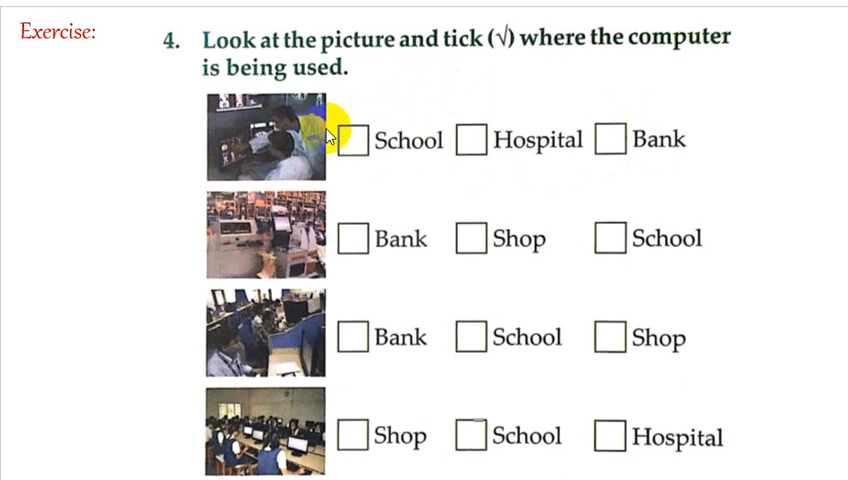 Exercise:
4. Look at the picture and tick (√) where the computer
is being used.
School Hospital Bank
Bank Shop School
Bank School Shop
Shop School Hospital